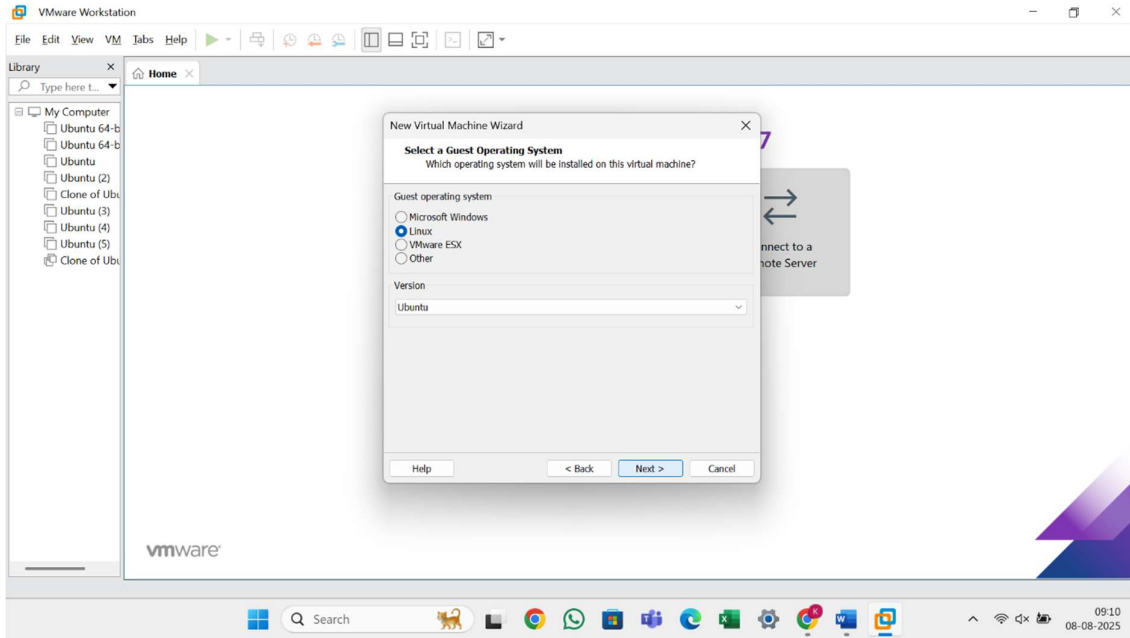 VMware Workstation
File Edit View VM Tabs Help
Library
Type here t...
Home
My Computer
Ubuntu 64-b
Ubuntu 64-b
Ubuntu
Ubuntu (2)
Clone of Ubu
Ubuntu (3)
Ubuntu (4)
Ubuntu (5)
Clone of Ubu
7
nnect to a
note Server
New Virtual Machine Wizard
Select a Guest Operating System
Which operating system will be installed on this virtual machine?
Guest operating system
Microsoft Windows
Linux
VMware ESX
Other
Version
Ubuntu
Help < Back Next > Cancel
vmware
Search
K
09:10
08-08-2025